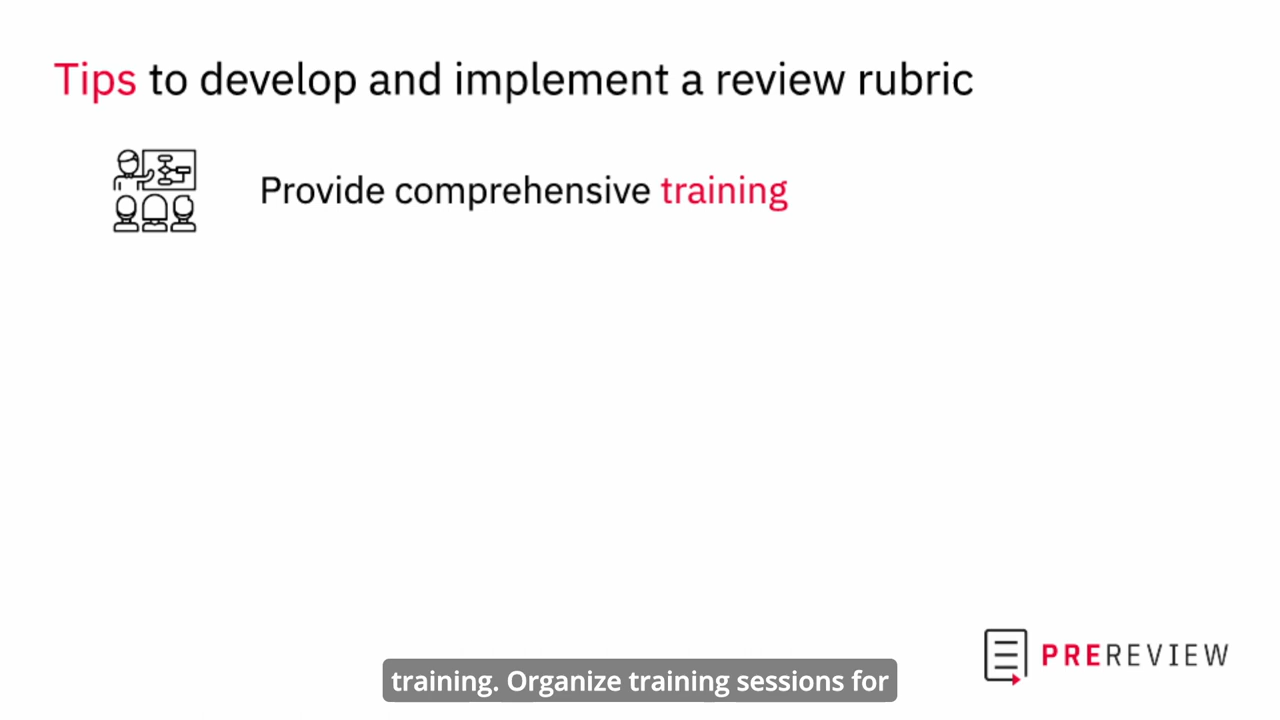 Tips to develop and implement a review rubric
Provide comprehensive training
PREREVIEW
training. Organize training sessions for